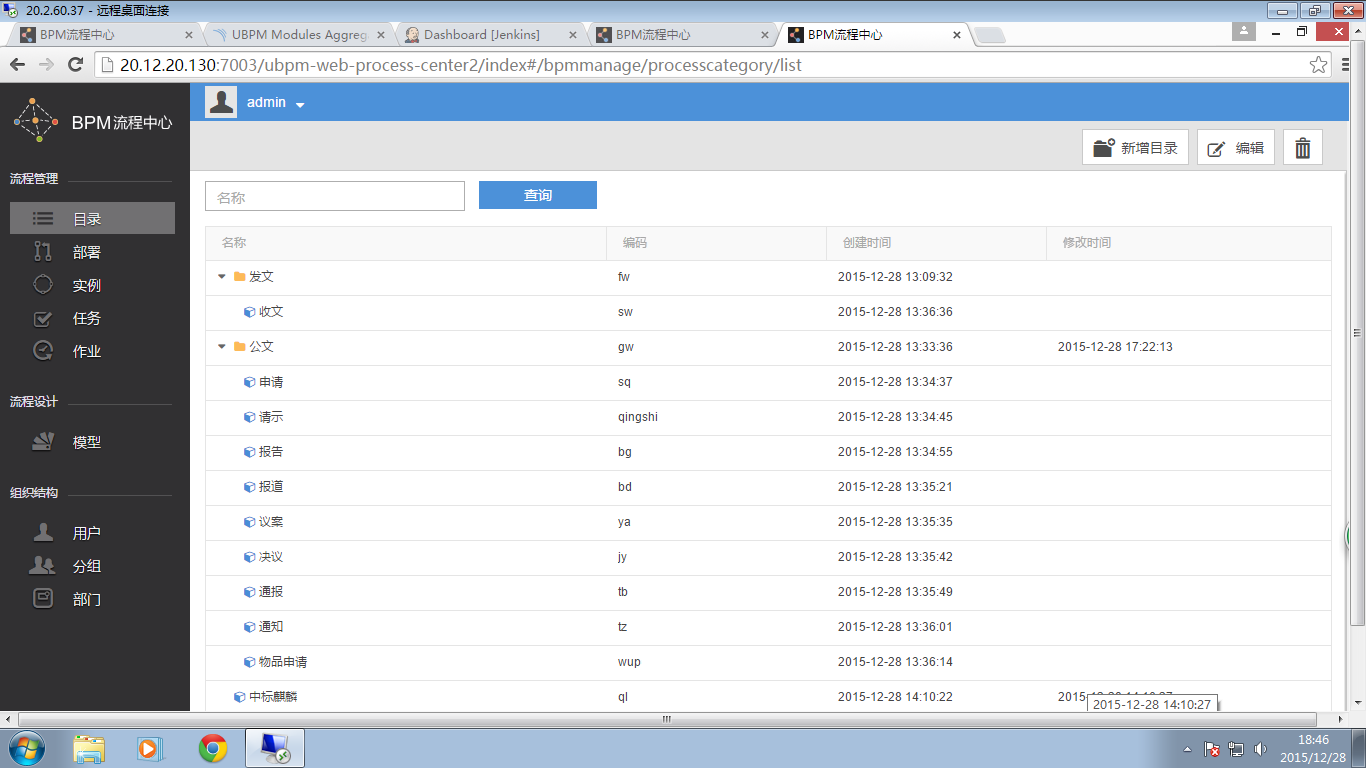 20.2.60.37 - 远程桌面连接
BPM流程中心
UBPM Modules Aggreg
Dashboard [Jenkins]
BPM流程中心
BPM流程中心
20.12.20.130:7003/ubpm-web-process-center2/index#/bpmmanage/processcategory/list
BPM流程中心
admin
新增目录
编辑
流程管理
目录
部署
实例
任务
作业
流程设计
模型
组织结构
用户
分组
部门
名称
查询
名称 编码 创建时间 修改时间
发文 fw 2015-12-28 13:09:32
收文 sw 2015-12-28 13:36:36
公文 gw 2015-12-28 13:33:36 2015-12-28 17:22:13
申请 sq 2015-12-28 13:34:37
请示 qingshi 2015-12-28 13:34:45
报告 bg 2015-12-28 13:34:55
报道 bd 2015-12-28 13:35:21
议案 ya 2015-12-28 13:35:35
决议 jy 2015-12-28 13:35:42
通报 tb 2015-12-28 13:35:49
通知 tz 2015-12-28 13:36:01
物品申请 wup 2015-12-28 13:36:14
中标麒麟 ql 2015-12-28 14:10:22 2015-12-28 14:10:27
2015-12-28 14:10:27
18:46
2015/12/28